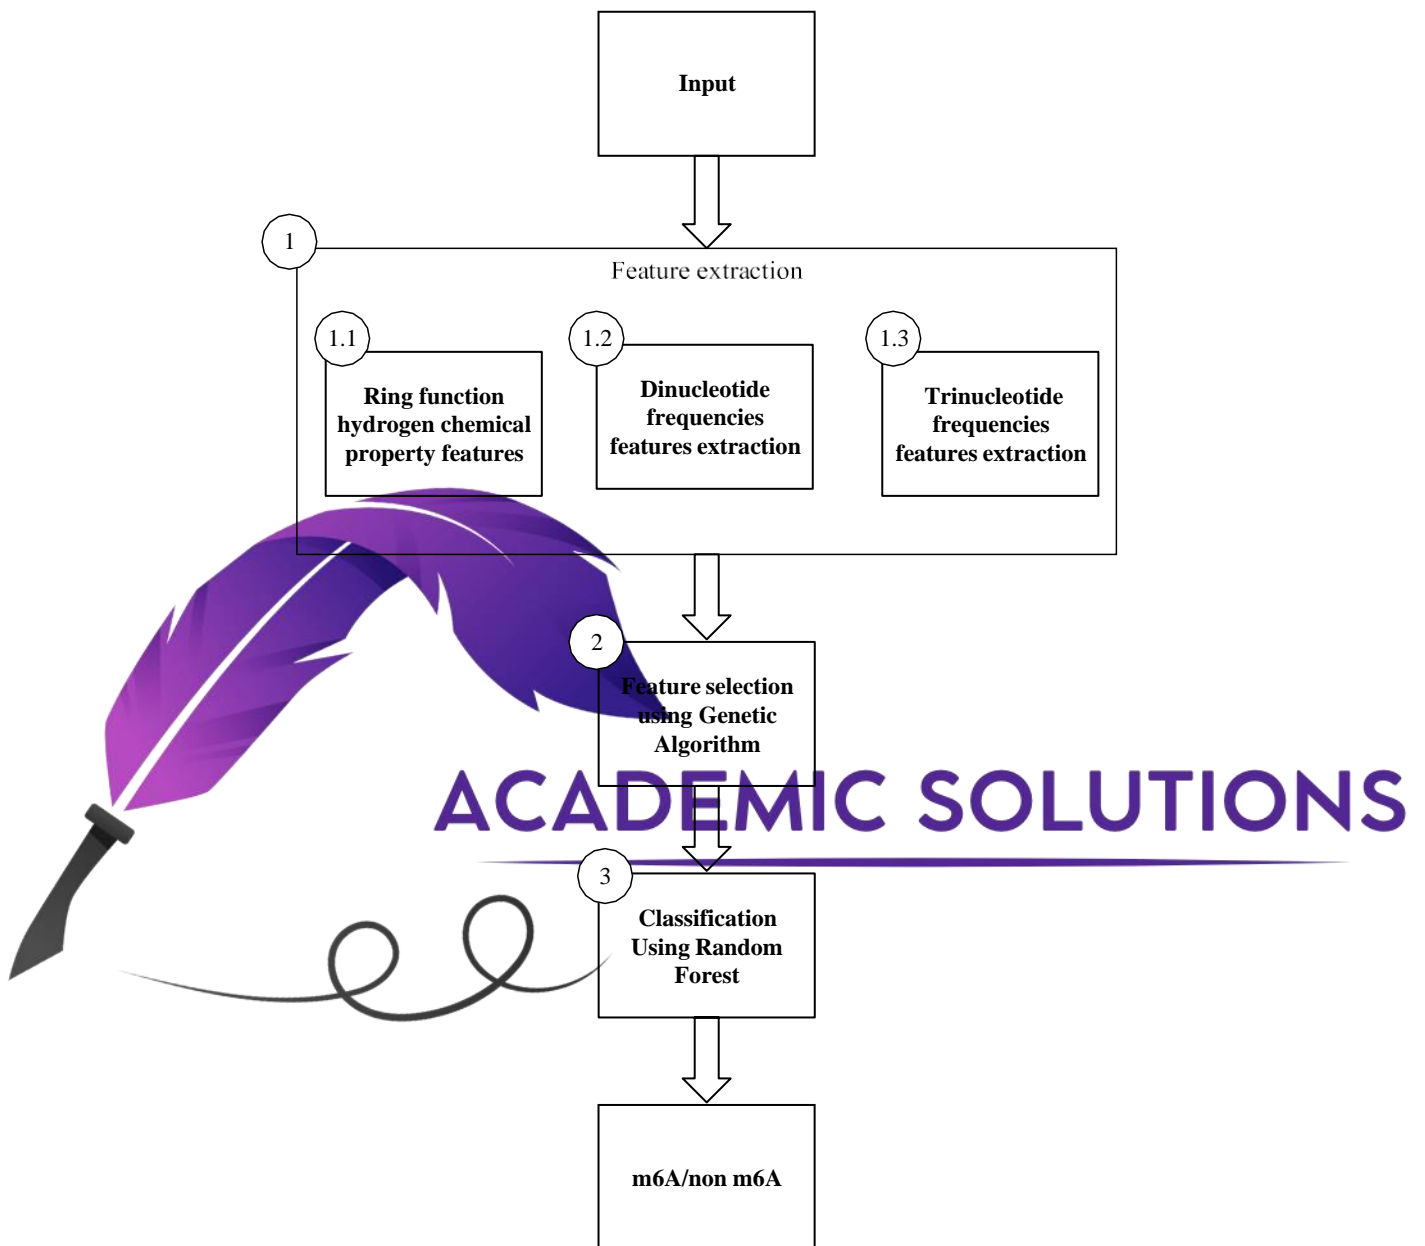 Input
1
Feature extraction
1.1
Ring function
hydrogen chemical
property features
1.2
Dinucleotide
frequencies
features extraction
1.3
Trinucleotide
frequencies
features extraction
2
Feature selection
using Genetic
Algorithm
ACADEMIC SOLUTIONS
3
Classification
Using Random
Forest
m6A/non m6A